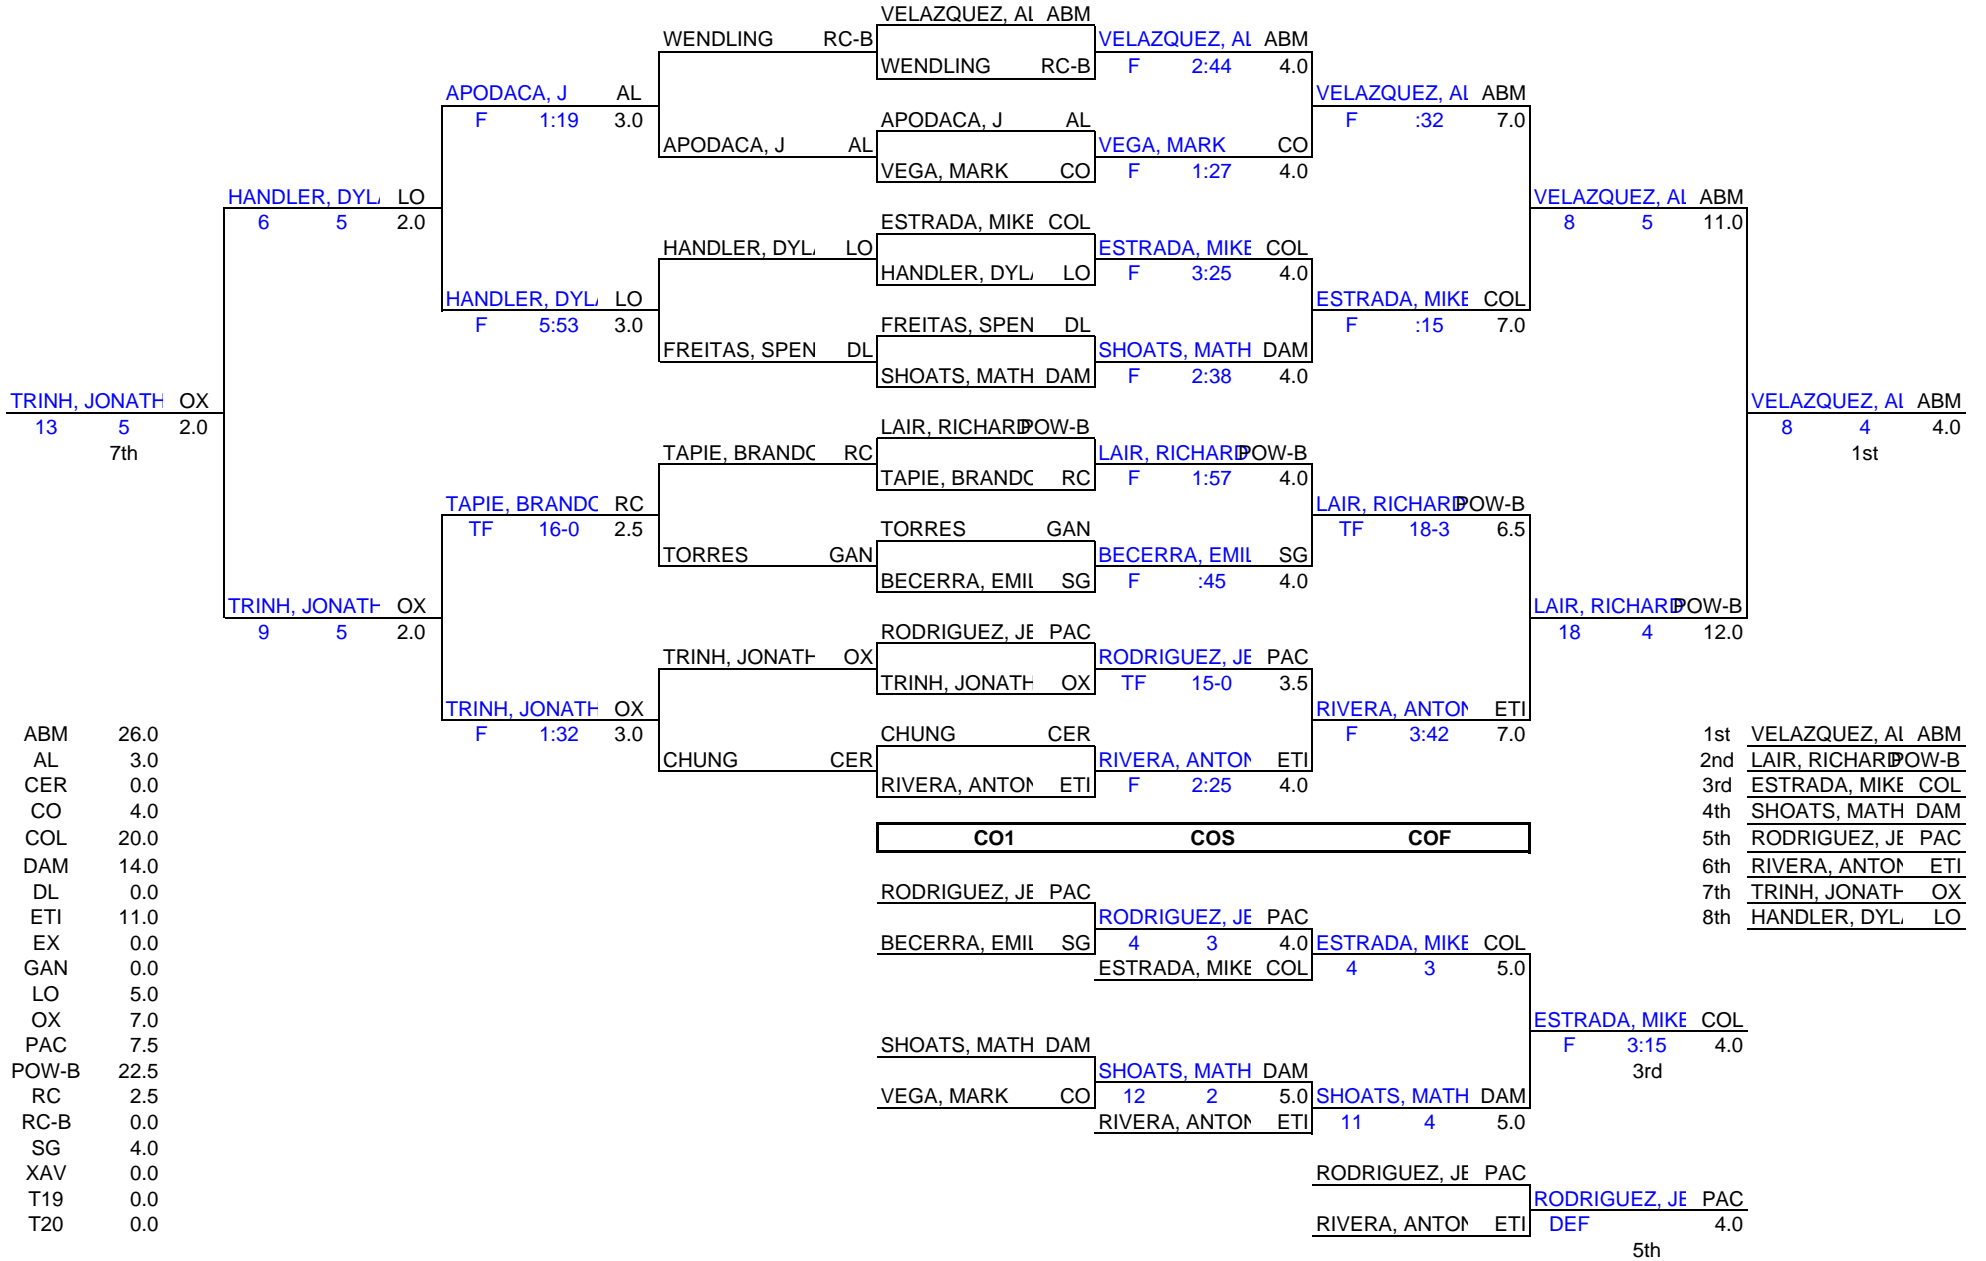 VELAZQUEZ, AL ABM
WENDLING RC-B VELAZQUEZ, AL ABM
WENDLING RC-B F 2:44 4.0
APODACA, J AL VELAZQUEZ, AL ABM
F 1:19 3.0 APODACA, J AL F :32 7.0
APODACA, J AL VEGA, MARK CO
VEGA, MARK CO F 1:27 4.0
HANDLER, DYL LO VELAZQUEZ, AL ABM
6 5 2.0 ESTRADA, MIKE COL 8 5 11.0
HANDLER, DYL LO ESTRADA, MIKE COL
HANDLER, DYL LO F 3:25 4.0
HANDLER, DYL LO ESTRADA, MIKE COL
F 5:53 3.0 FREITAS, SPEN DL F :15 7.0
FREITAS, SPEN DL SHOATS, MATH DAM
SHOATS, MATH DAM F 2:38 4.0
TRINH, JONATH OX VELAZQUEZ, AL ABM
13 5 2.0 LAIR, RICHARD POW-B 8 4 4.0
7th TAPIE, BRANDO RC LAIR, RICHARD POW-B 1st
TAPIE, BRANDO RC F 1:57 4.0
TAPIE, BRANDO RC LAIR, RICHARD POW-B
TF 16-0 2.5 TORRES GAN TF 18-3 6.5
TORRES GAN BECERRA, EMIL SG
BECERRA, EMIL SG F :45 4.0
TRINH, JONATH OX LAIR, RICHARD POW-B
9 5 2.0 RODRIGUEZ, JE PAC 18 4 12.0
TRINH, JONATH OX RODRIGUEZ, JE PAC
TRINH, JONATH OX TF 15-0 3.5
TRINH, JONATH OX RIVERA, ANTON ETI
ABM 26.0 F 1:32 3.0 CHUNG CER F 3:42 7.0 1st VELAZQUEZ, AL ABM
AL 3.0 CHUNG CER RIVERA, ANTON ETI 2nd LAIR, RICHARD POW-B
CER 0.0 RIVERA, ANTON ETI F 2:25 4.0 3rd ESTRADA, MIKE COL
CO 4.0 4th SHOATS, MATH DAM
COL 20.0 CO1 COS COF 5th RODRIGUEZ, JE PAC
DAM 14.0 6th RIVERA, ANTON ETI
DL 0.0 RODRIGUEZ, JE PAC 7th TRINH, JONATH OX
ETI 11.0 RODRIGUEZ, JE PAC 8th HANDLER, DYL LO
EX 0.0 BECERRA, EMIL SG 4 3 4.0 ESTRADA, MIKE COL
GAN 0.0 ESTRADA, MIKE COL 4 3 5.0
LO 5.0
OX 7.0 ESTRADA, MIKE COL
PAC 7.5 SHOATS, MATH DAM F 3:15 4.0
POW-B 22.5 SHOATS, MATH DAM 3rd
RC 2.5 VEGA, MARK CO 12 2 5.0 SHOATS, MATH DAM
RC-B 0.0 RIVERA, ANTON ETI 11 4 5.0
SG 4.0
XAV 0.0 RODRIGUEZ, JE PAC
T19 0.0 RODRIGUEZ, JE PAC
T20 0.0 RIVERA, ANTON ETI DEF 4.0
5th